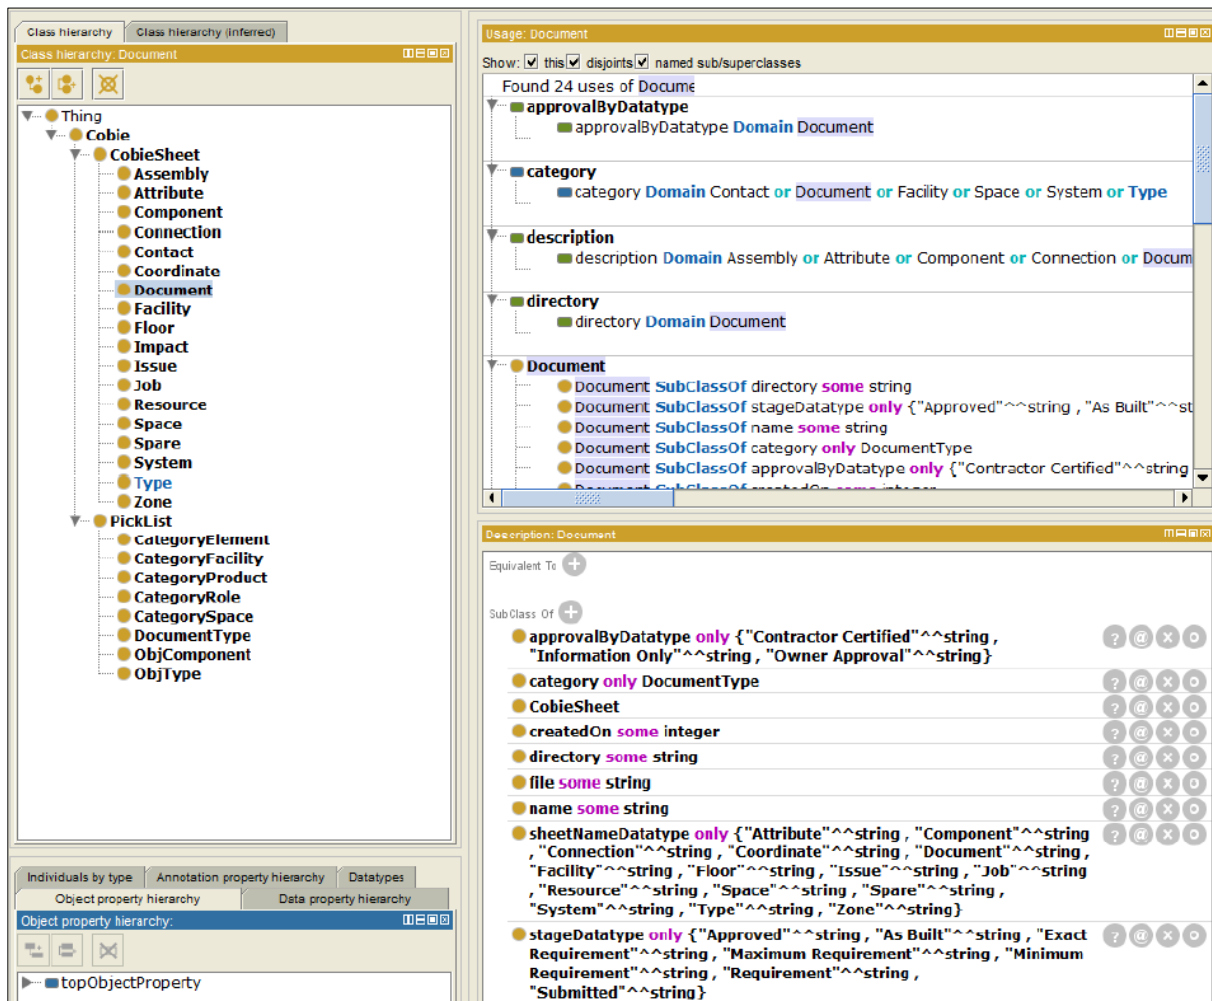 Class hierarchy
Class hierarchy (inferred)
Class hierarchy: Document
Thing
Cobie
CobieSheet
Assembly
Attribute
Component
Connection
Contact
Coordinate
Document
Facility
Floor
Impact
Issue
Job
Resource
Space
Spare
System
Type
Zone
PickList
CategoryElement
CategoryFacility
CategoryProduct
CategoryRole
CategorySpace
DocumentType
ObjComponent
ObjType
Individuals by type
Annotation property hierarchy
Datatypes
Object property hierarchy
Data property hierarchy
Object property hierarchy:
topObjectProperty
Usage: Document
Show: this disjoints named sub/superclasses
Found 24 uses of Docume
approvalByDatatype
approvalByDatatype Domain Document
category
category Domain Contact or Document or Facility or Space or System or Type
description
description Domain Assembly or Attribute or Component or Connection or Docum
directory
directory Domain Document
Document
Document SubClassOf directory some string
Document SubClassOf stageDatatype only {"Approved"^^string , "As Built"^^st
Document SubClassOf name some string
Document SubClassOf category only DocumentType
Document SubClassOf approvalByDatatype only {"Contractor Certified"^^string
Document SubClassOf createdOn some integer
Description: Document
Equivalent To
SubClass Of
approvalByDatatype only {"Contractor Certified"^^string ,
"Information Only"^^string , "Owner Approval"^^string}
category only DocumentType
CobieSheet
createdOn some integer
directory some string
file some string
name some string
sheetNameDatatype only {"Attribute"^^string , "Component"^^string
, "Connection"^^string , "Coordinate"^^string , "Document"^^string ,
"Facility"^^string , "Floor"^^string , "Issue"^^string , "Job"^^string
, "Resource"^^string , "Space"^^string , "Spare"^^string ,
"System"^^string , "Type"^^string , "Zone"^^string}
stageDatatype only {"Approved"^^string , "As Built"^^string , "Exact
Requirement"^^string , "Maximum Requirement"^^string , "Minimum
Requirement"^^string , "Requirement"^^string ,
"Submitted"^^string}